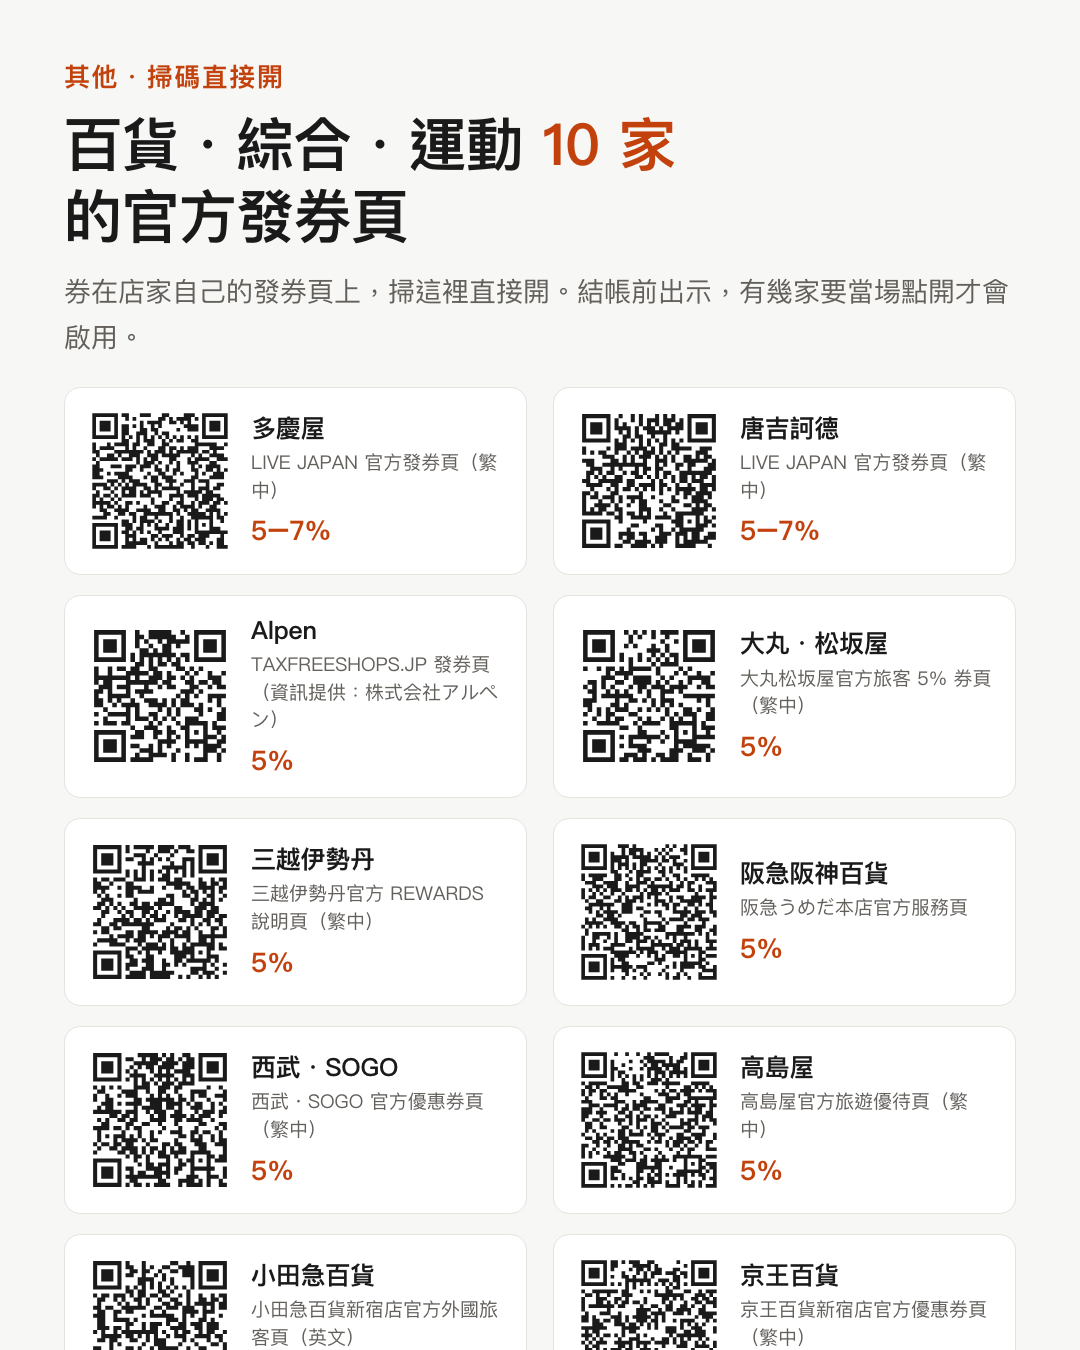 其他 · 掃碼直接開
百貨 · 綜合 · 運動 10 家
的官方發券頁
券在店家自己的發券頁上，掃這裡直接開。結帳前出示，有幾家要當場點開才會
啟用。
多慶屋
LIVE JAPAN 官方發券頁（繁
中）
5–7%
唐吉訶德
LIVE JAPAN 官方發券頁（繁
中）
5–7%
Alpen
TAXFREESHOPS.JP 發券頁
（資訊提供：株式会社アルペ
ン）
5%
大丸 · 松坂屋
大丸松坂屋官方旅客 5% 券頁
（繁中）
5%
三越伊勢丹
三越伊勢丹官方 REWARDS
說明頁（繁中）
5%
阪急阪神百貨
阪急うめだ本店官方服務頁
5%
西武 · SOGO
西武 · SOGO 官方優惠券頁
（繁中）
5%
高島屋
高島屋官方旅遊優待頁（繁
中）
5%
小田急百貨
小田急百貨新宿店官方外國旅
客頁（英文）
京王百貨
京王百貨新宿店官方優惠券頁
（繁中）